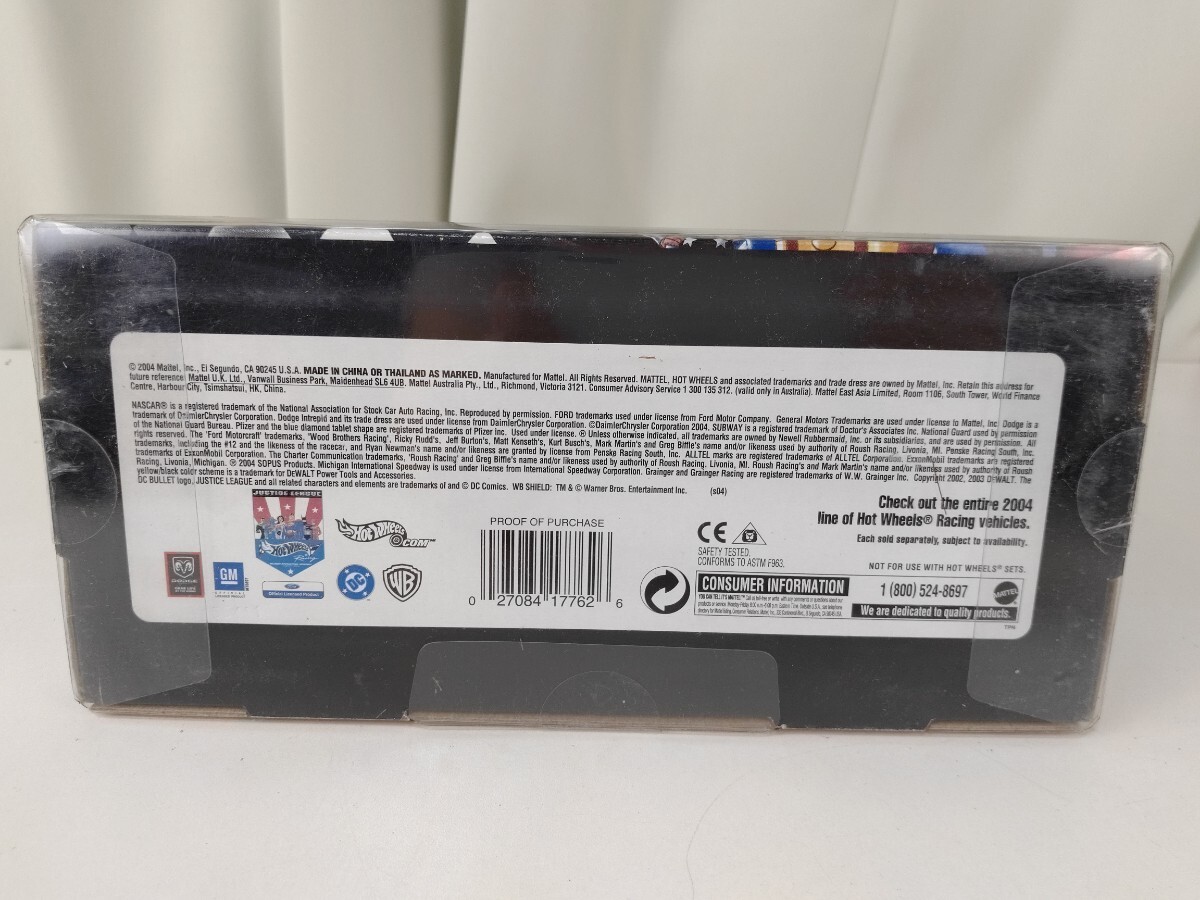 © 2004 Mattel, Inc., El Segundo, CA 90245 U.S.A. MADE IN CHINA OR THAILAND AS MARKED. Manufactured for Mattel. All Rights Reserved. MATTEL, HOT WHEELS and associated trademarks and trade dress are owned by Mattel, Inc. Retain this address for
future reference: Mattel U.K. Ltd., Vanwall Business Park, Maidenhead SL6 4UB. Mattel Australia Pty., Ltd., Richmond, Victoria 3121. Consumer Advisory Service 1 300 135 312. (valid only in Australia). Mattel East Asia Limited, Room 1106, South Tower, World Finance
Centre, Harbour City, Tsimshatsui, HK, China.
NASCAR® is a registered trademark of the National Association for Stock Car Auto Racing, Inc. Reproduced by permission. FORD trademarks used under license from Ford Motor Company. General Motors Trademarks are used under license to Mattel, Inc. Dodge is a
trademark of DaimlerChrysler Corporation. Dodge Intrepid and its trade dress are used under license from DaimlerChrysler Corporation. ©DaimlerChrysler Corporation 2004. SUBWAY is a registered trademark of Doctor's Associates Inc. National Guard used by permission
of the National Guard Bureau. Pfizer and the blue diamond tablet shape are registered trademarks of Pfizer Inc. Used under license. ® Unless otherwise indicated, all trademarks are owned by Newell Rubbermaid, Inc. or its subsidiaries, and are used by permission. All
rights reserved. The 'Ford Motorcraft' trademarks, 'Wood Brothers Racing', Ricky Rudd's, Jeff Burton's, Matt Kenseth's, Kurt Busch's, Mark Martin's and Greg Biffle's name and/or likeness used by authority of Roush Racing, Livonia, MI. Penske Racing South, Inc.
trademarks, including the #12 and the likeness of the racecar, and Ryan Newman's name and/or likeness are granted by license from Penske Racing South, Inc. ALLTEL marks are registered trademarks of ALLTEL Corporation. ExxonMobil trademarks are registered
trademarks of ExxonMobil Corporation. The Charter Communication trademarks, 'Roush Racing' and Greg Biffle's name and/or likeness used by authority of Roush Racing, Livonia, MI. Roush Racing's and Mark Martin's name and/or likeness used by authority of Roush
Racing, Livonia, Michigan. ® 2004 SOPUS Products. Michigan International Speedway is used under license from International Speedway Corporation. Grainger and Grainger Racing are registered trademarks of W.W. Grainger Inc. Copyright 2002, 2003 DEWALT. The
yellow/black color scheme is a trademark for DEWALT Power Tools and Accessories.
DC BULLET logo, JUSTICE LEAGUE and all related characters and elements are trademarks of and © DC Comics. WB SHIELD: TM & © Warner Bros. Entertainment Inc. (s04)
Check out the entire 2004
line of Hot Wheels® Racing vehicles.
Each sold separately, subject to availability.
JUSTICE LEAGUE
HOT WHEELS
Racing
HOT WHEELS
.COM™
DODGE
GM
Official Licensed Product
DC
WB
PROOF OF PURCHASE
0 27084 17762 6
CE
SAFETY TESTED.
CONFORMS TO ASTM F963.
NOT FOR USE WITH HOT WHEELS® SETS.
CONSUMER INFORMATION
1 (800) 524-8697
MATTEL
We are dedicated to quality products.